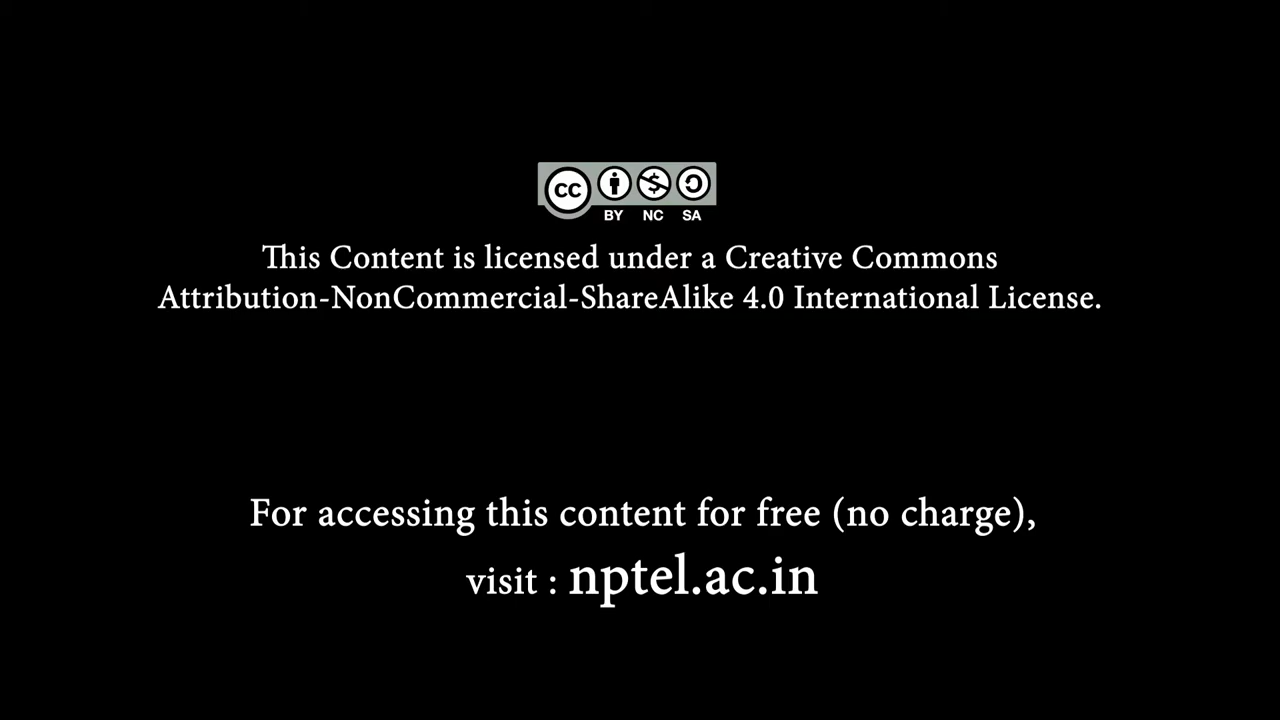 cc
BY NC SA
This Content is licensed under a Creative Commons
Attribution-NonCommercial-ShareAlike 4.0 International License.
For accessing this content for free (no charge),
visit : nptel.ac.in